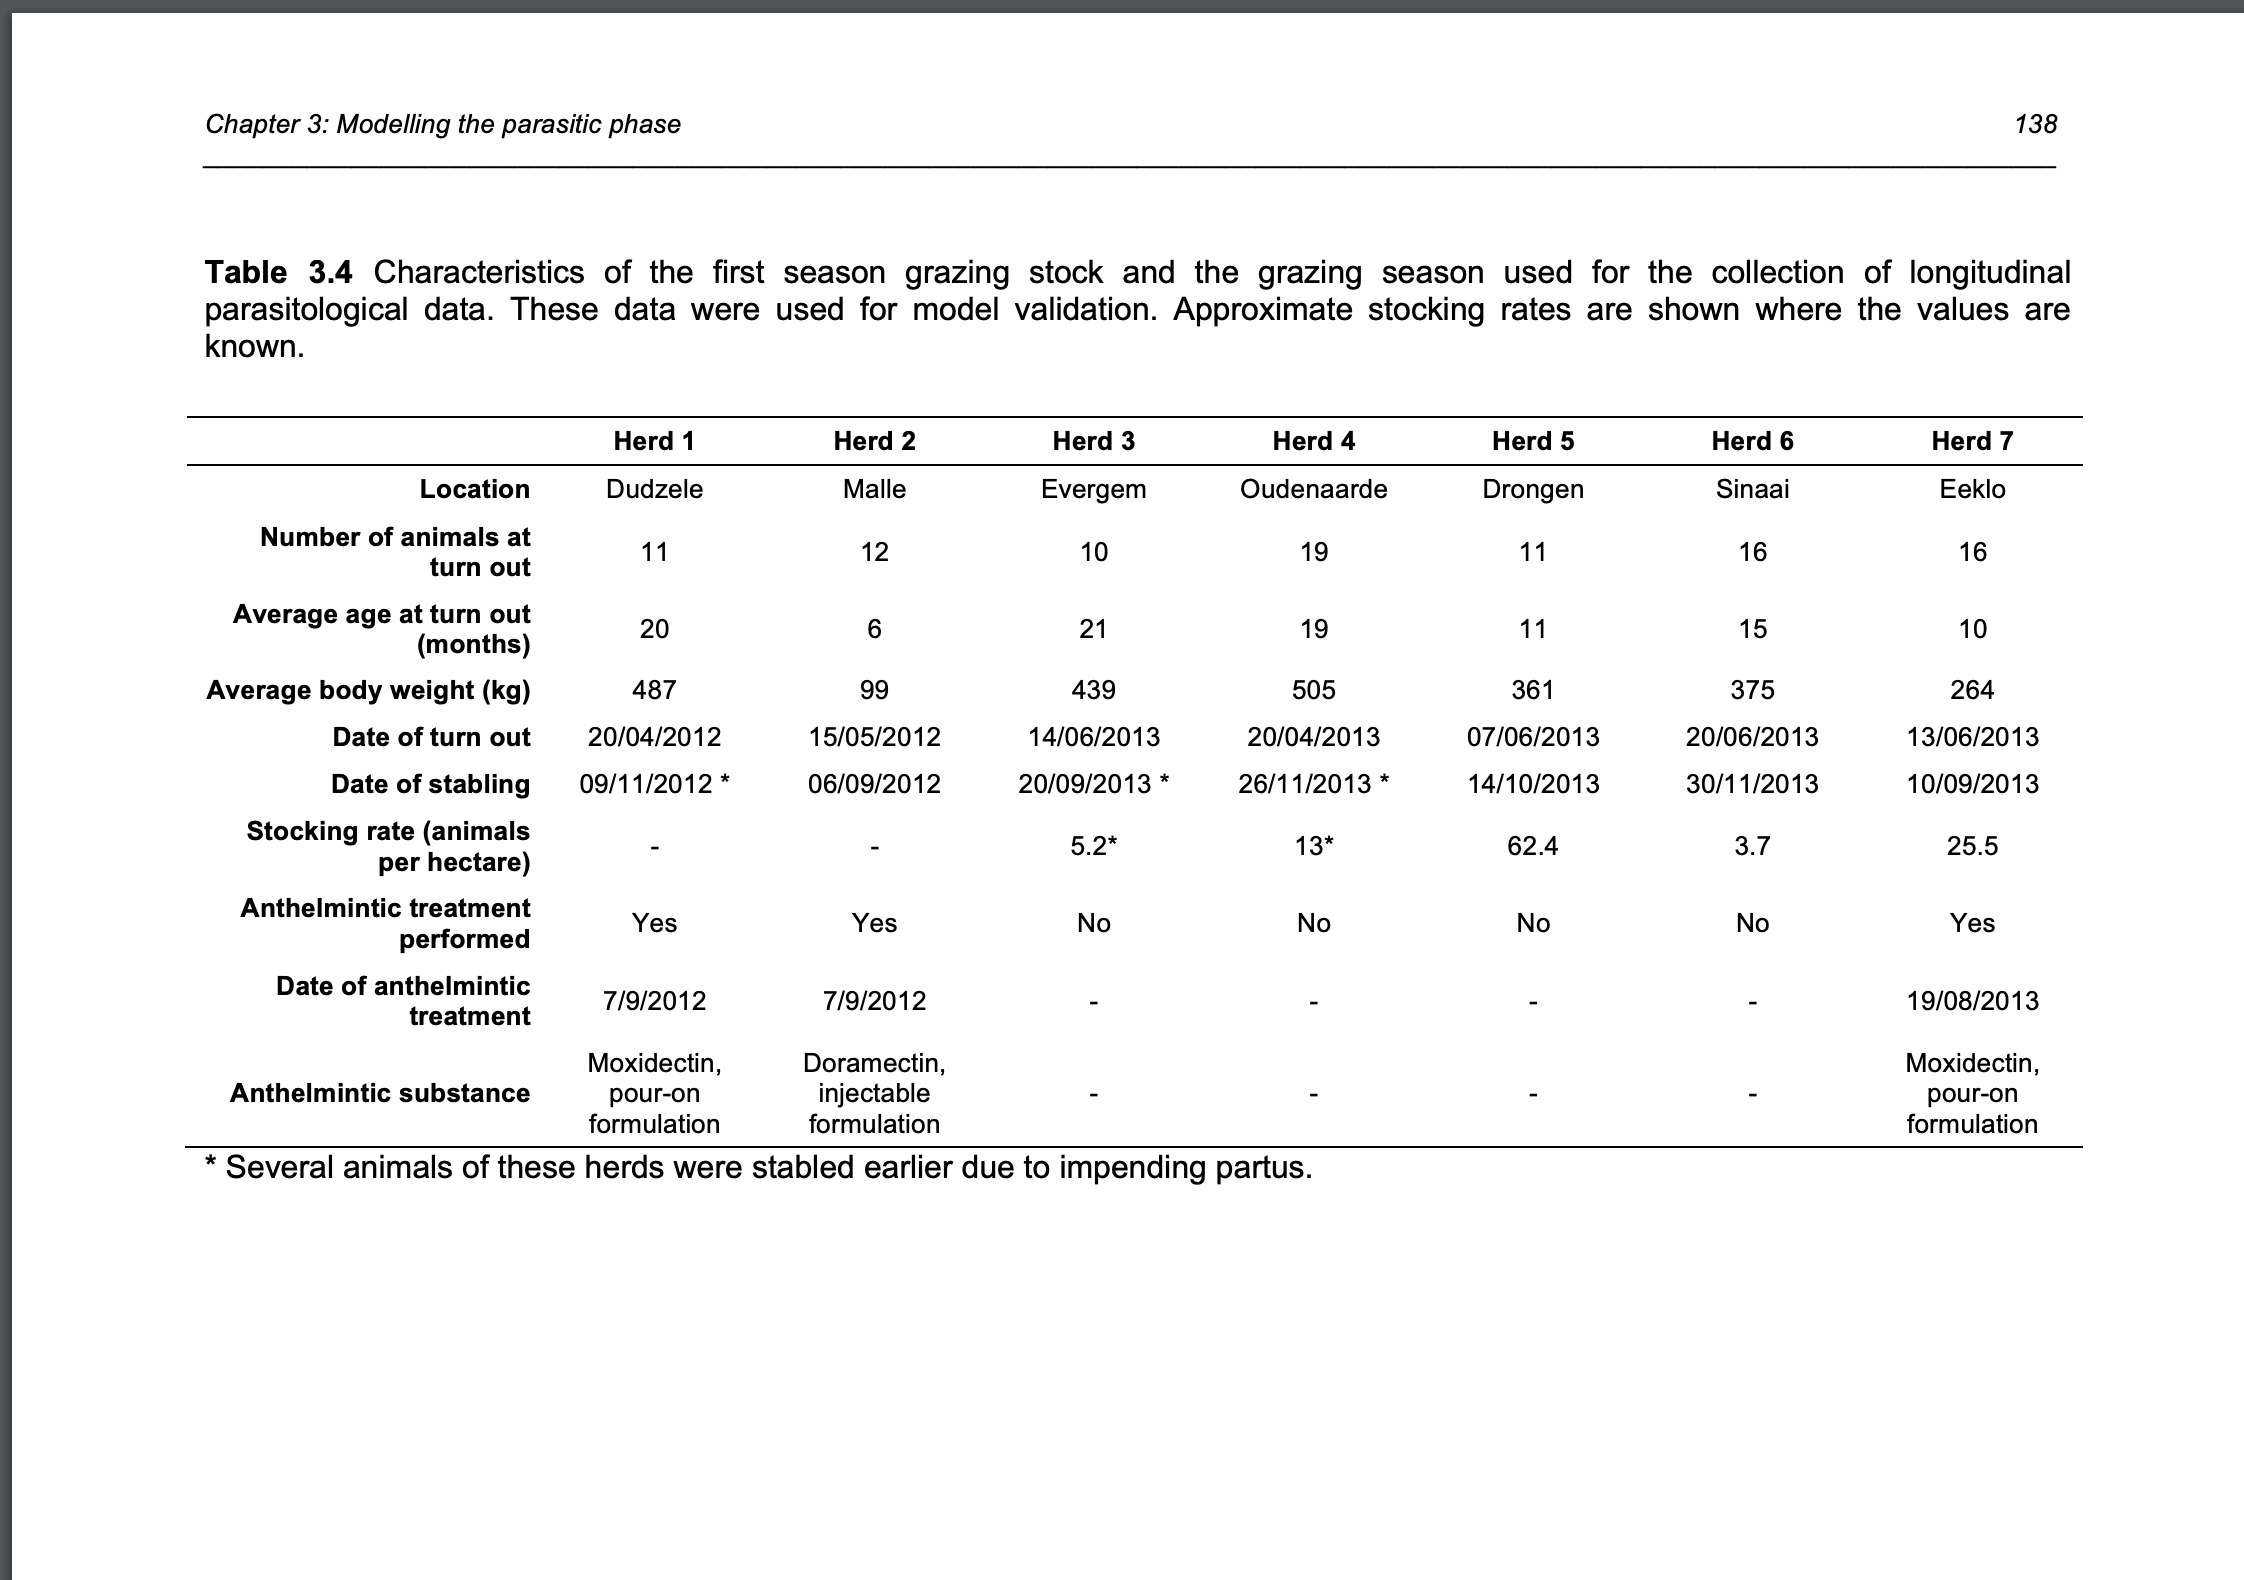 Chapter 3: Modelling the parasitic phase 138
Table 3.4 Characteristics of the first season grazing stock and the grazing season used for the collection of longitudinal
parasitological data. These data were used for model validation. Approximate stocking rates are shown where the values are
known.
Herd 1 Herd 2 Herd 3 Herd 4 Herd 5 Herd 6 Herd 7
Location Dudzele Malle Evergem Oudenaarde Drongen Sinaai Eeklo
Number of animals at
turn out 11 12 10 19 11 16 16
Average age at turn out
(months) 20 6 21 19 11 15 10
Average body weight (kg) 487 99 439 505 361 375 264
Date of turn out 20/04/2012 15/05/2012 14/06/2013 20/04/2013 07/06/2013 20/06/2013 13/06/2013
Date of stabling 09/11/2012 * 06/09/2012 20/09/2013 * 26/11/2013 * 14/10/2013 30/11/2013 10/09/2013
Stocking rate (animals
per hectare) - - 5.2* 13* 62.4 3.7 25.5
Anthelmintic treatment
performed Yes Yes No No No No Yes
Date of anthelmintic
treatment 7/9/2012 7/9/2012 - - - - 19/08/2013
Moxidectin, Doramectin, Moxidectin,
Anthelmintic substance pour-on injectable - - - - pour-on
formulation formulation formulation
* Several animals of these herds were stabled earlier due to impending partus.